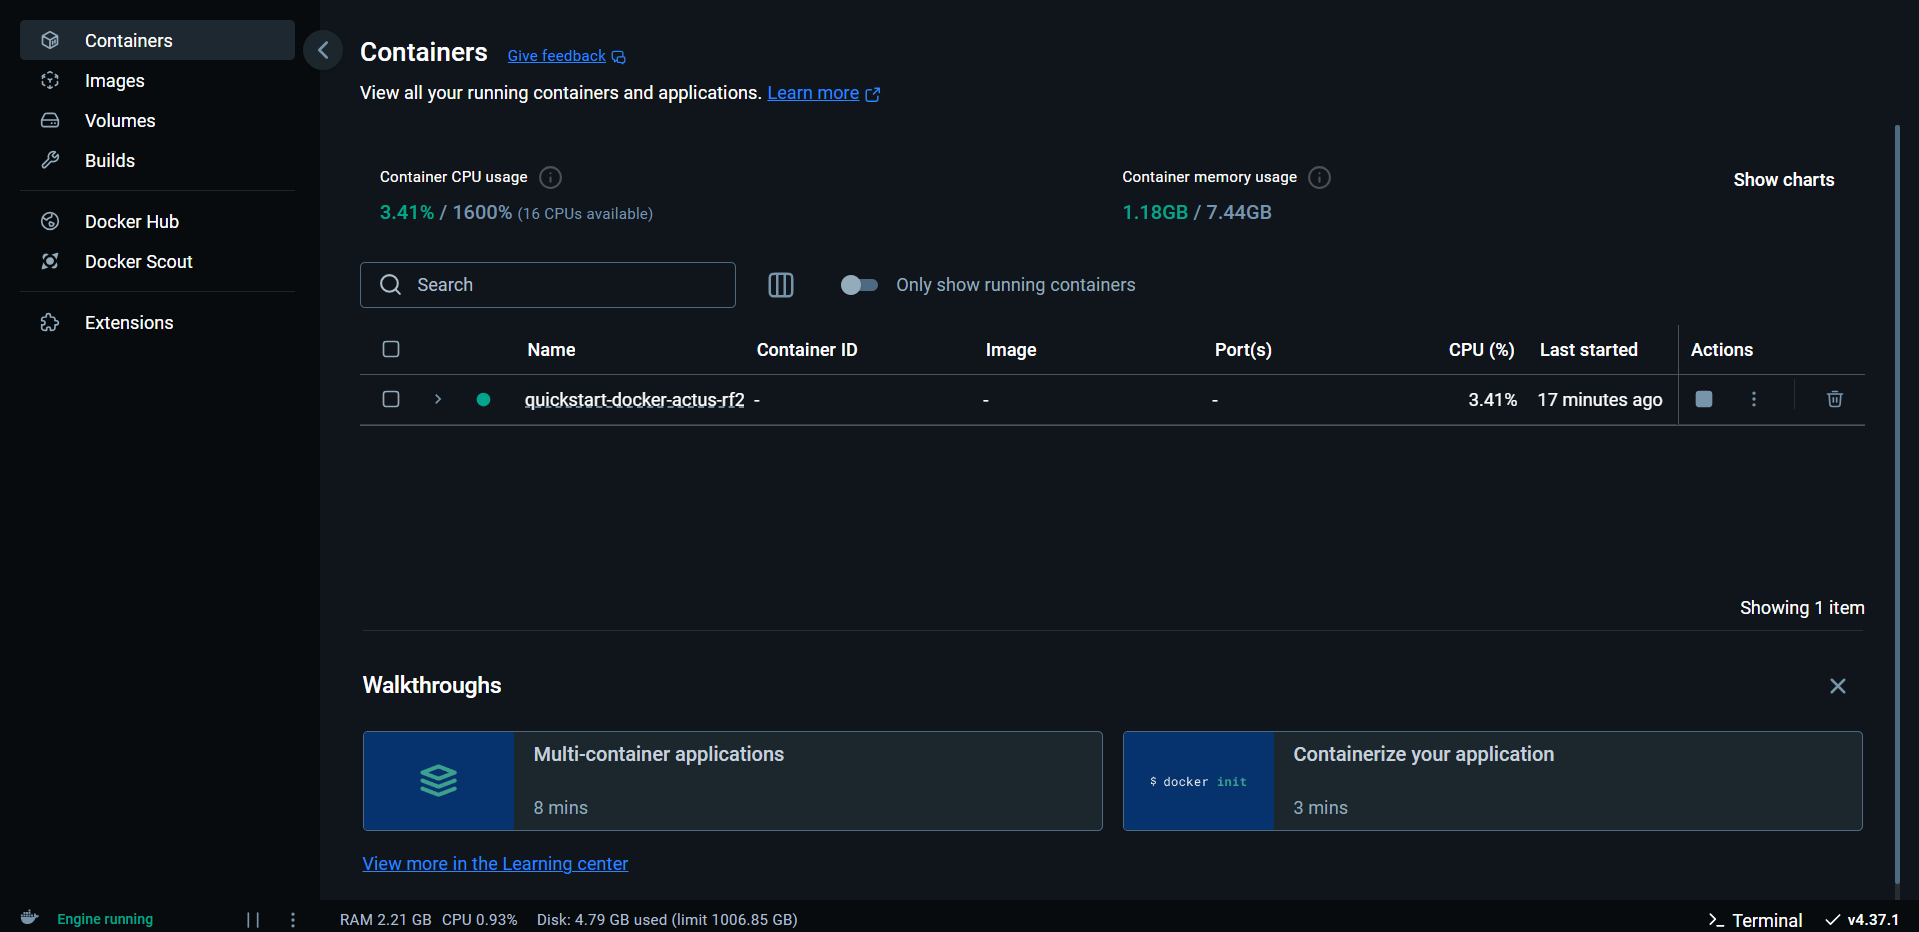 Containers
Images
Volumes
Builds
Docker Hub
Docker Scout
Extensions
Containers Give feedback
View all your running containers and applications. Learn more
Container CPU usage
3.41% / 1600% (16 CPUs available)
Container memory usage
1.18GB / 7.44GB
Show charts
Search
Only show running containers
Name Container ID Image Port(s) CPU (%) Last started Actions
quickstart-docker-actus-rf2 - - - 3.41% 17 minutes ago
Showing 1 item
Walkthroughs
Multi-container applications
8 mins
$ docker init
Containerize your application
3 mins
View more in the Learning center
Engine running RAM 2.21 GB CPU 0.93% Disk: 4.79 GB used (limit 1006.85 GB) >_ Terminal v4.37.1